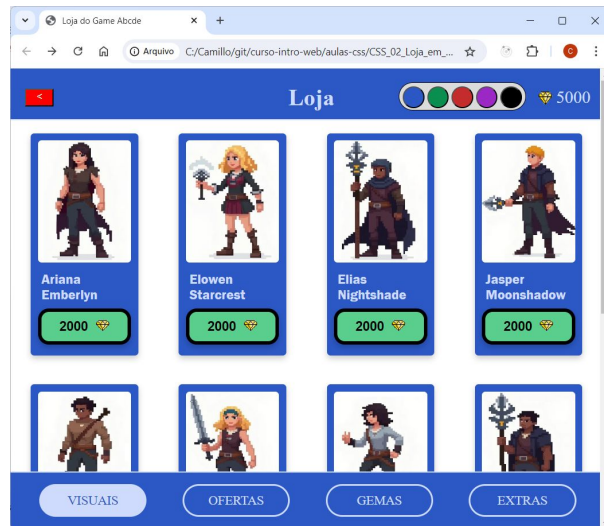 Loja do Game Abcde
Arquivo C:/Camillo/git/curso-intro-web/aulas-css/CSS_02_Loja_em_...
C
<
Loja
5000
Ariana
Emberlyn
2000
Elowen
Starcrest
2000
Elias
Nightshade
2000
Jasper
Moonshadow
2000
VISUAIS
OFERTAS
GEMAS
EXTRAS